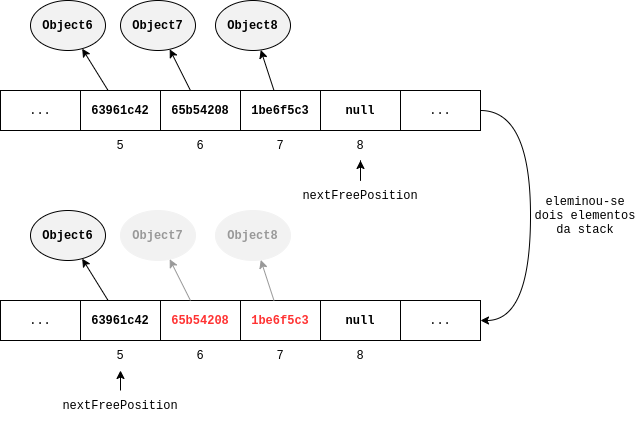 Object6 Object7 Object8
... 63961c42 65b54208 1be6f5c3 null ...
5 6 7 8
nextFreePosition
eleminou-se
dois elementos
da stack
Object6 Object7 Object8
... 63961c42 65b54208 1be6f5c3 null ...
5 6 7 8
nextFreePosition